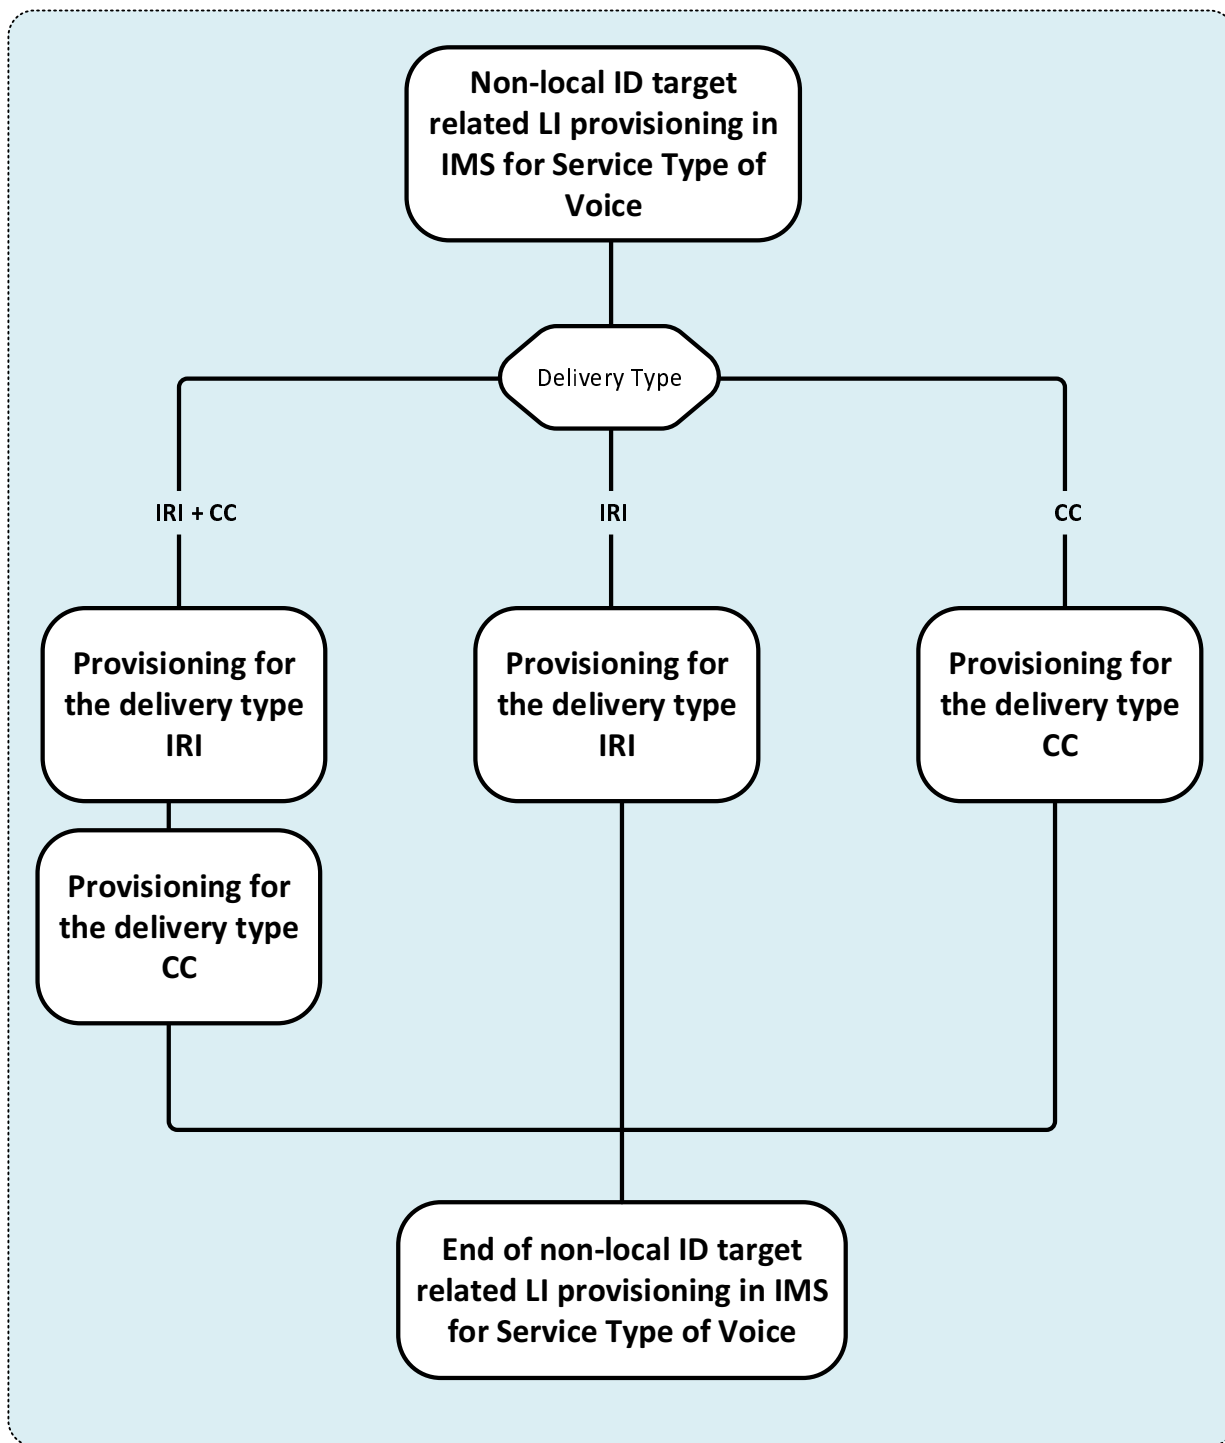 Non-local ID target
related LI provisioning in
IMS for Service Type of
Voice
Delivery Type
IRI + CC
IRI
CC
Provisioning for
the delivery type
IRI
Provisioning for
the delivery type
IRI
Provisioning for
the delivery type
CC
Provisioning for
the delivery type
CC
End of non-local ID target
related LI provisioning in IMS
for Service Type of Voice